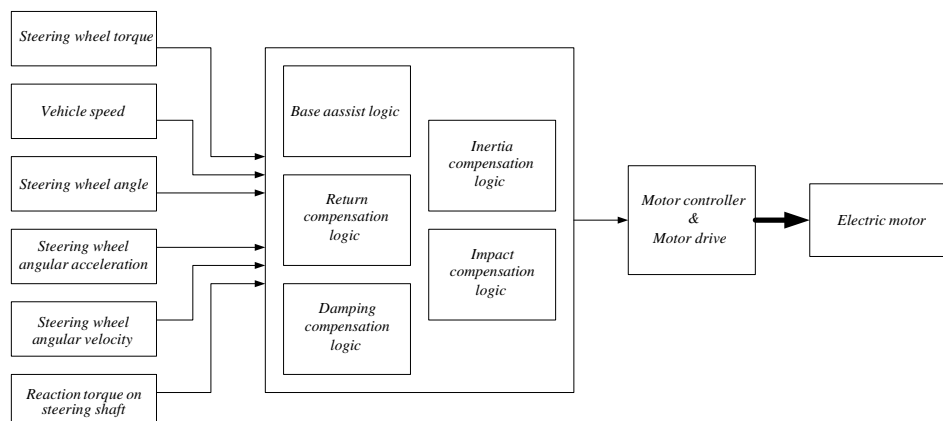 Steering wheel torque
Vehicle speed
Steering wheel angle
Steering wheel
angular acceleration
Steering wheel
angular velocity
Reaction torque on
steering shaft
Base aassist logic
Return
compensation
logic
Damping
compensation
logic
Inertia
compensation
logic
Impact
compensation
logic
Motor controller
&
Motor drive
Electric motor